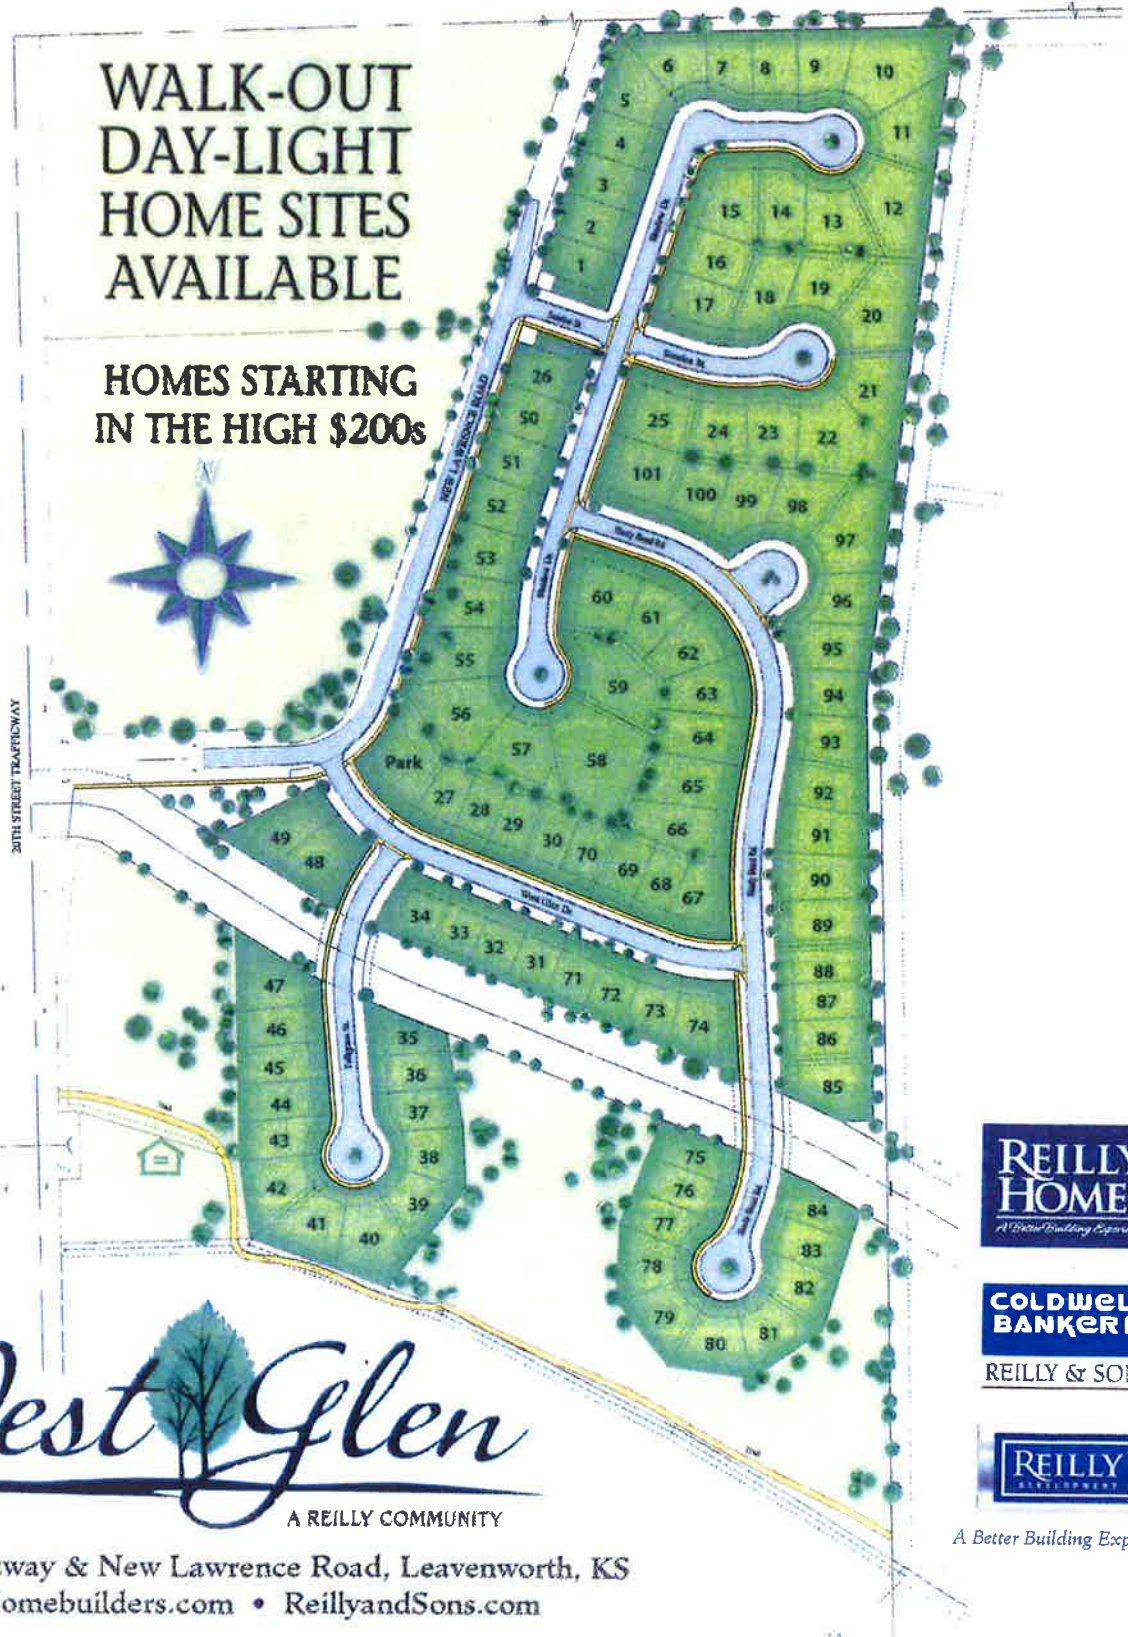 WALK-OUT
DAY-LIGHT
HOME SITES
AVAILABLE
HOMES STARTING
IN THE HIGH $200s
N
NEW LAWRENCE ROAD
20TH STREET TRAFFICWAY
6 7 8 9 10
5
4
11
3
2
1
15 14 13 12
16
17 18 19 20
21
26
50
51
52
53
54
55
56
25 24 23 22
101 100 99 98
97
96
95
94
93
92
91
90
89
88
87
86
85
60 61
62
59 63
64
57 58
65
66
Park
27 28 29 30 70 69 68 67
49
48
West Glen Dr.
34 33 32 31 71 72 73 74
47
46
45
44
43
42
41
40
35
36
37
38
39
75
76
77
78
79
80
81
82
83
84
REILLY
HOME
COLDWEL
BANKER
REILLY & SO
REILLY
DEVELOPMENT
A Better Building Exp
est Glen
A REILLY COMMUNITY
way & New Lawrence Road, Leavenworth, KS
omebuilders.com • ReillyandSons.com